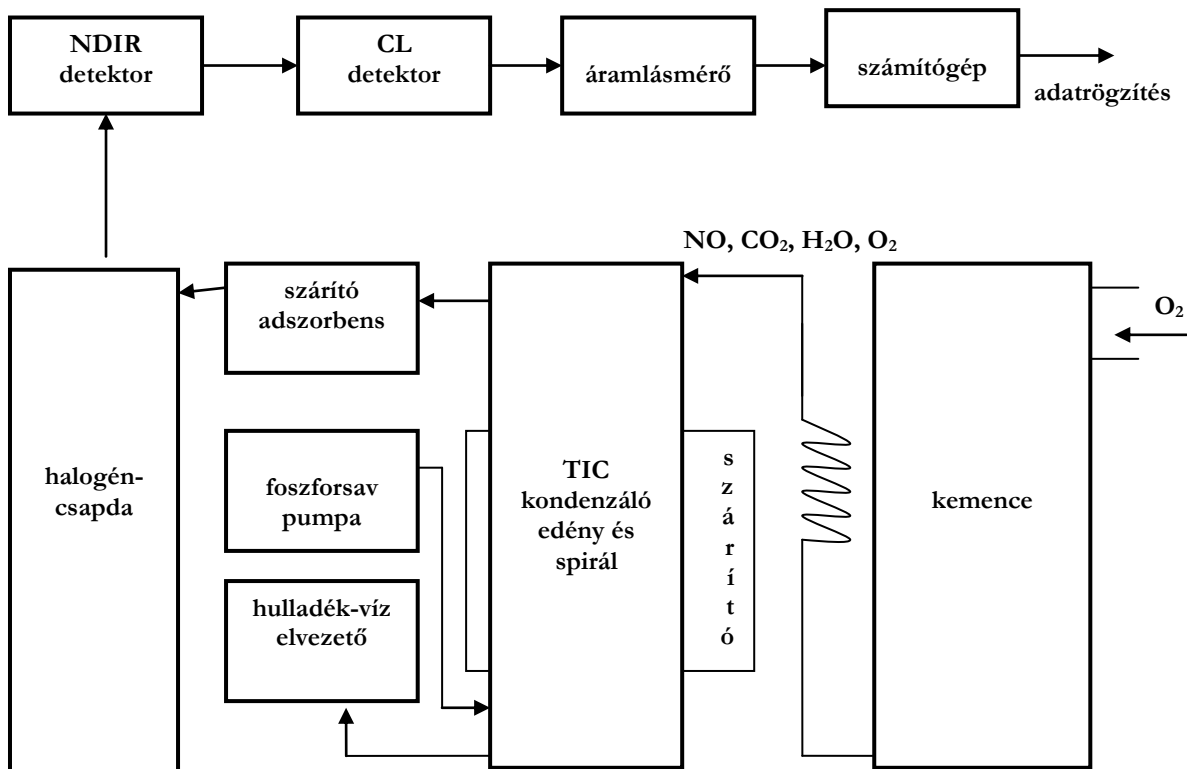 NDIR
detektor
CL
detektor
áramlásmérő
számítógép
adatrögzítés
NO, CO₂, H₂O, O₂
O₂
szárító
adszorbens
halogén-
csapda
foszforsav
pumpa
hulladék-víz
elvezető
TIC
kondenzáló
edény és
spirál
s
z
á
r
í
t
ó
kemence